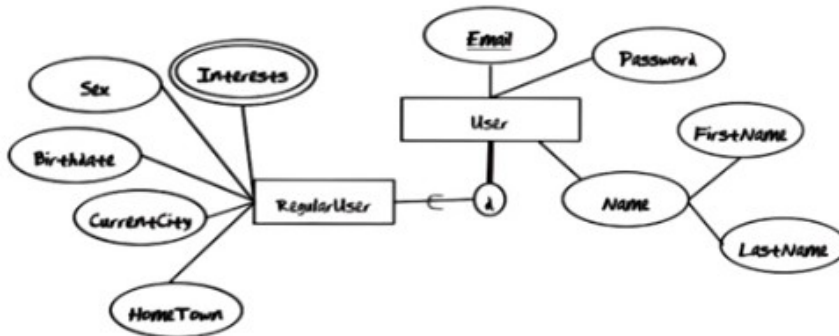 Email
Password
Interests
Sex
User
FirstName
Birthdate
RegularUser
d
Name
CurrentCity
LastName
HomeTown